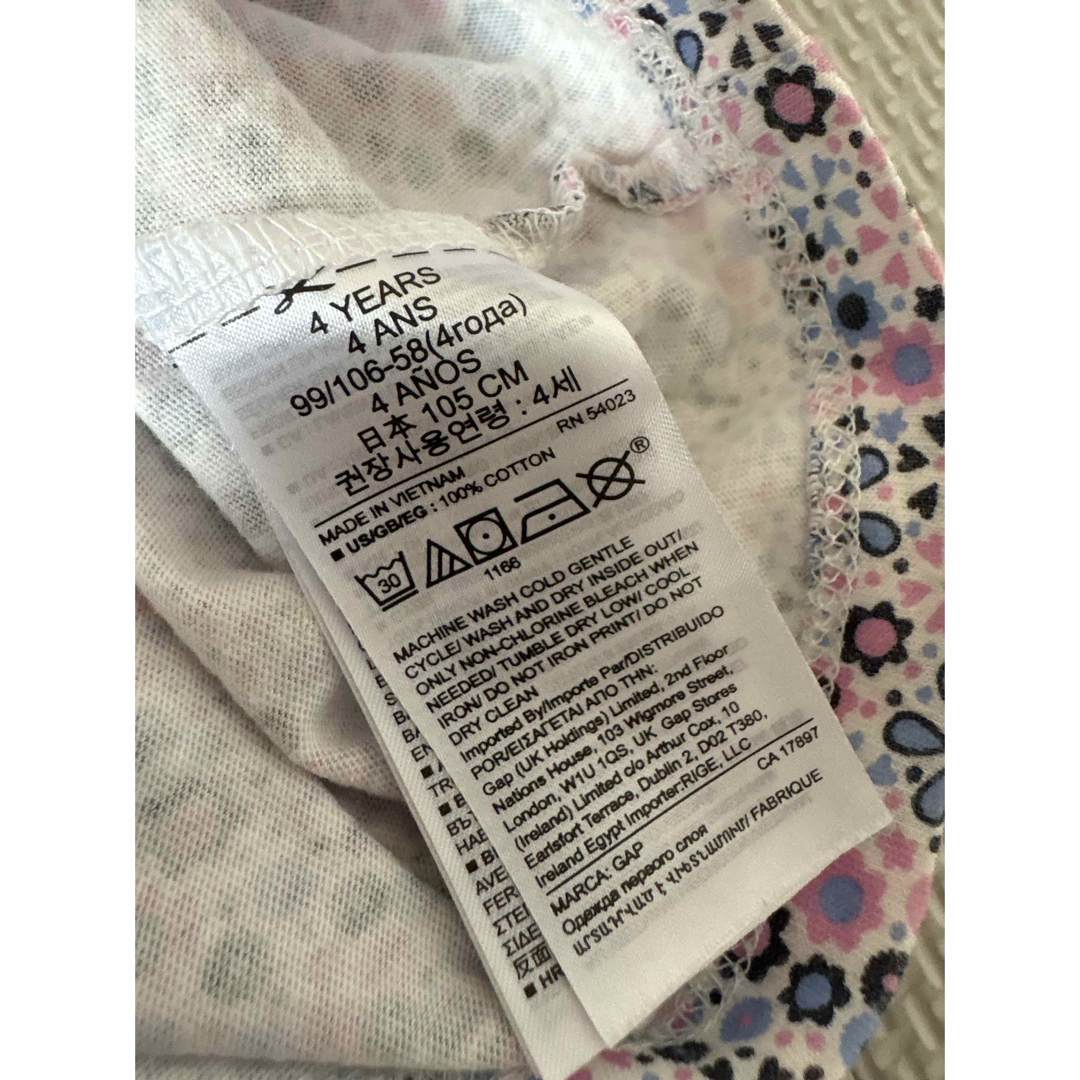 4 YEARS
4 ANS
99/106-58(4года)
4 AÑOS
日本 105 CM
권장사용연령 : 4세
RN 54023
MADE IN VIETNAM
■ US/GB/EG : 100% COTTON
30
®
1166
MACHINE WASH COLD GENTLE
CYCLE/ WASH AND DRY INSIDE OUT/
ONLY NON-CHLORINE BLEACH WHEN
NEEDED/ TUMBLE DRY LOW/ COOL
IRON/ DO NOT IRON PRINT/ DO NOT
DRY CLEAN
Imported By/Importe Par/DISTRIBUIDO
POR/ΕΙΣΑΓΕΤΑΙ ΑΠΟ ΤΗΝ:
Gap (UK Holdings) Limited, 2nd Floor
Nations House, 103 Wigmore Street,
London, W1U 1QS, UK Gap Stores
(Ireland) Limited c/o Arthur Cox, 10
Earlsfort Terrace, Dublin 2, D02 T380,
Ireland Egypt Importer:RIGE, LLC
CA 17897
MARCA: GAP
Одежда первого слоя
ԱՐՏԱԴՐՎԱԾ Է ՎԻԵՏՆԱՄՈՒՄ/ FABRIQUE